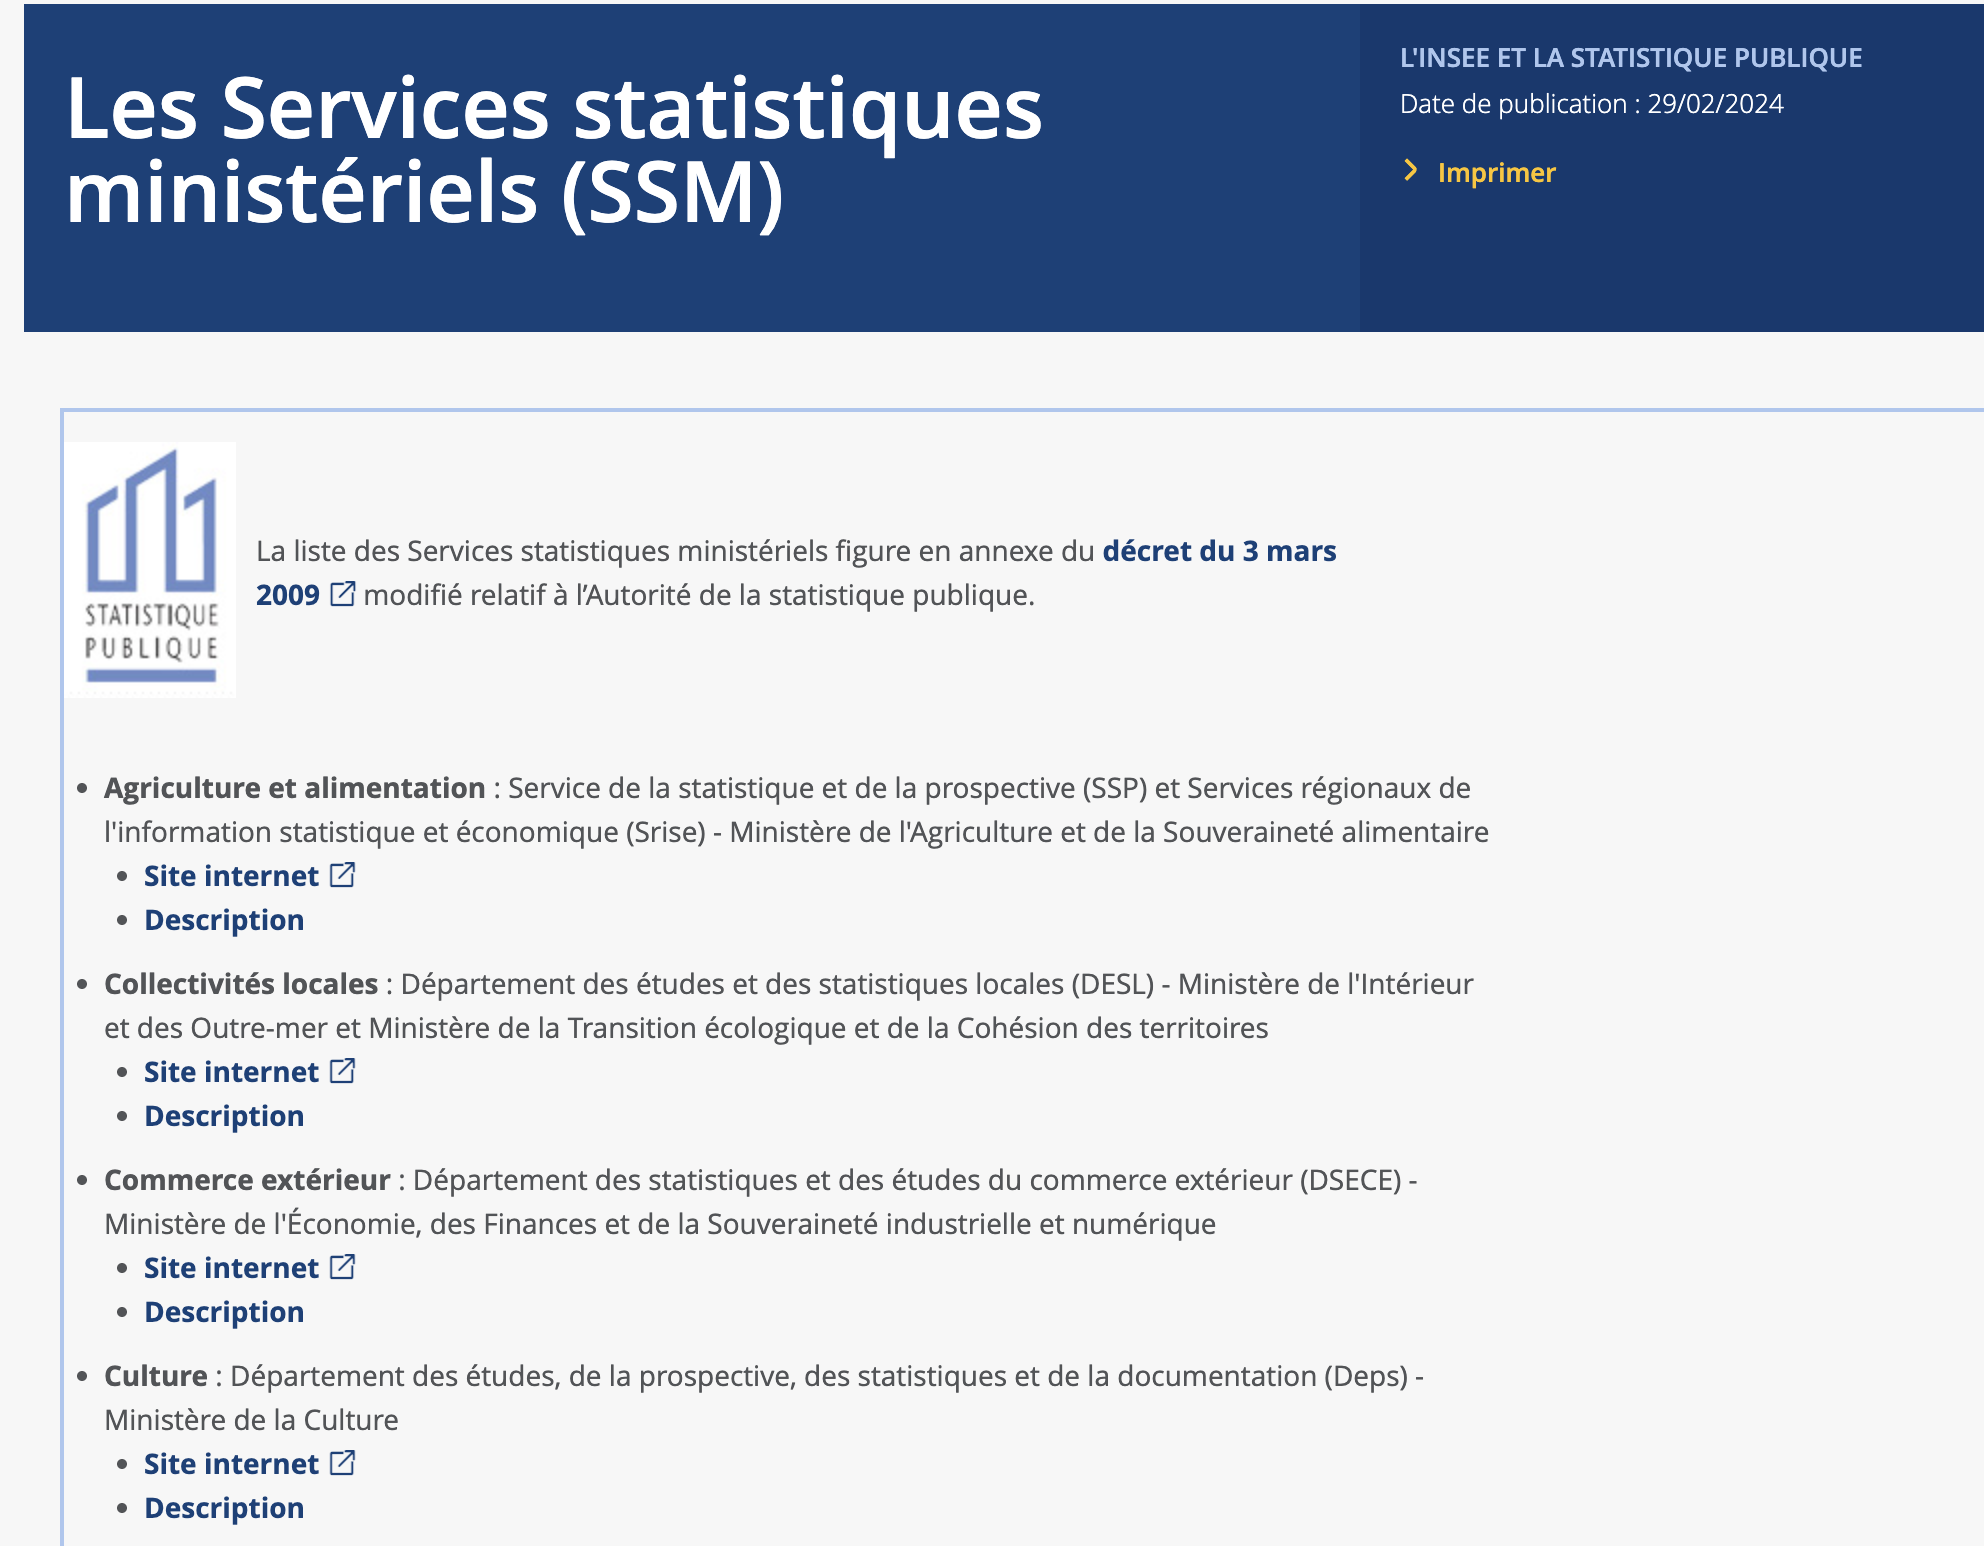 Les Services statistiques
ministériels (SSM)
L'INSEE ET LA STATISTIQUE PUBLIQUE
Date de publication : 29/02/2024
Imprimer
STATISTIQUE
PUBLIQUE
La liste des Services statistiques ministériels figure en annexe du décret du 3 mars
2009 modifié relatif à l’Autorité de la statistique publique.
• Agriculture et alimentation : Service de la statistique et de la prospective (SSP) et Services régionaux de
l'information statistique et économique (Srise) - Ministère de l'Agriculture et de la Souveraineté alimentaire
• Site internet
• Description
• Collectivités locales : Département des études et des statistiques locales (DESL) - Ministère de l'Intérieur
et des Outre-mer et Ministère de la Transition écologique et de la Cohésion des territoires
• Site internet
• Description
• Commerce extérieur : Département des statistiques et des études du commerce extérieur (DSECE) -
Ministère de l'Économie, des Finances et de la Souveraineté industrielle et numérique
• Site internet
• Description
• Culture : Département des études, de la prospective, des statistiques et de la documentation (Deps) -
Ministère de la Culture
• Site internet
• Description